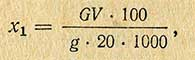 x₁ = GV · 100 / g · 20 · 1000 ,